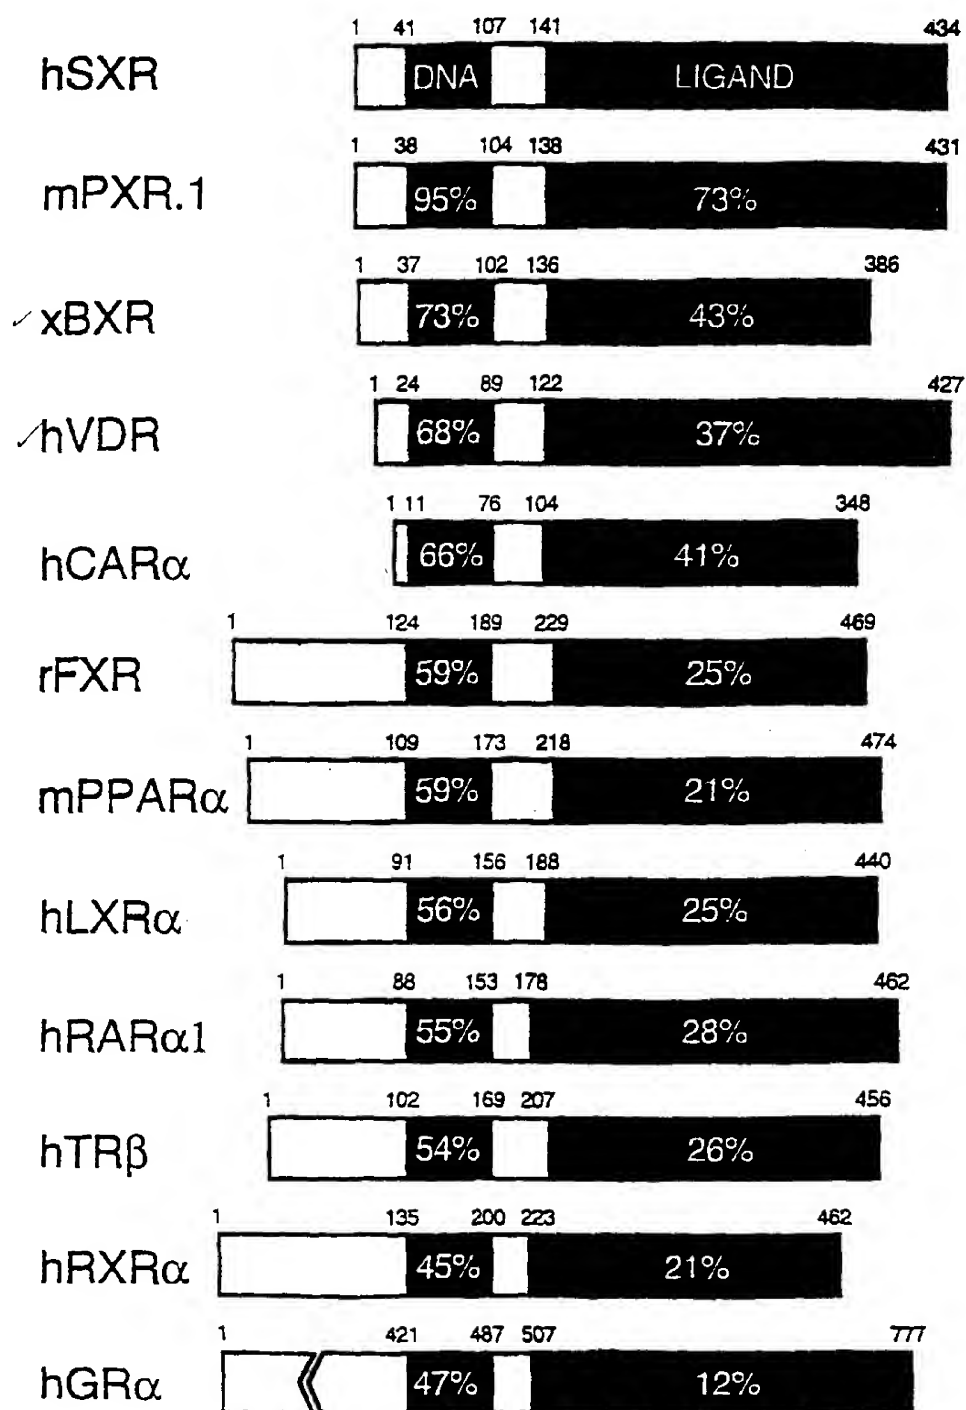 1 41 107 141 434
hSXR DNA LIGAND
1 38 104 138 431
mPXR.1 95% 73%
1 37 102 136 386
xBXR 73% 43%
1 24 89 122 427
hVDR 68% 37%
1 11 76 104 348
hCARα 66% 41%
1 124 189 229 469
rFXR 59% 25%
1 109 173 218 474
mPPARα 59% 21%
1 91 156 188 440
hLXRα 56% 25%
1 88 153 178 462
hRARα1 55% 28%
1 102 169 207 456
hTRβ 54% 26%
1 135 200 223 462
hRXRα 45% 21%
1 421 487 507 777
hGRα 47% 12%